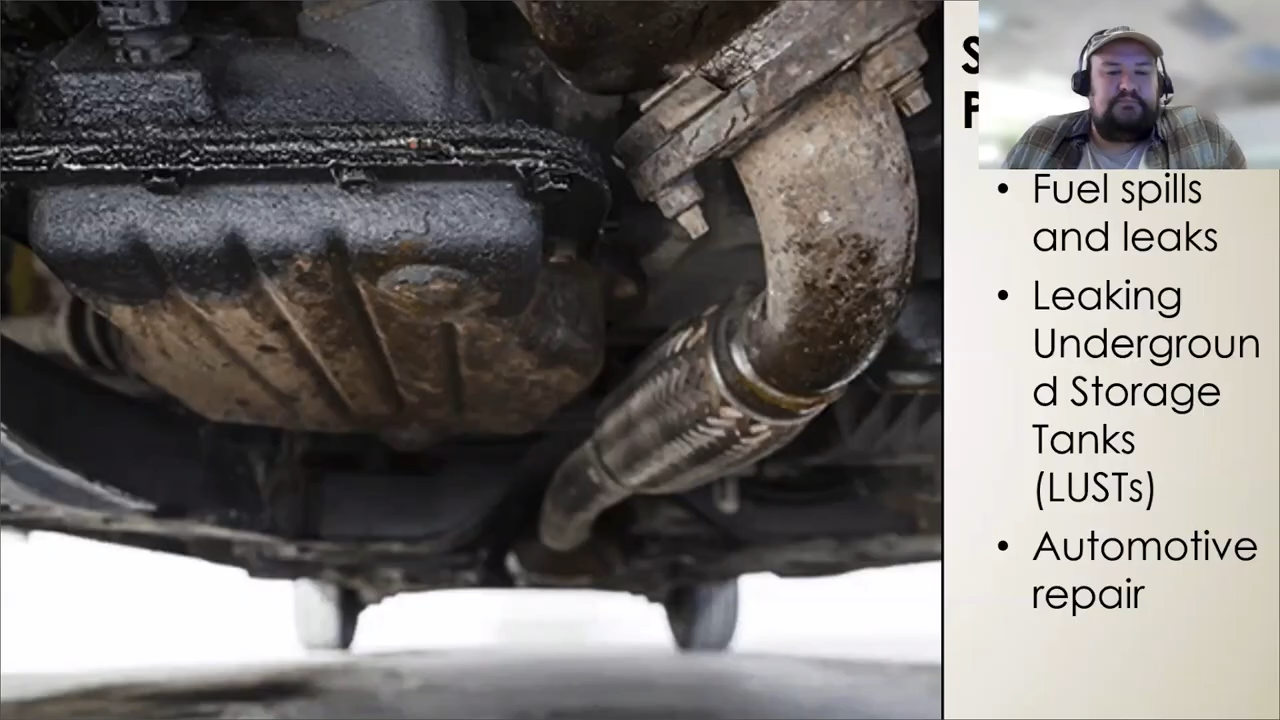 S
P
• Fuel spills
and leaks
• Leaking
Undergroun
d Storage
Tanks
(LUSTs)
• Automotive
repair